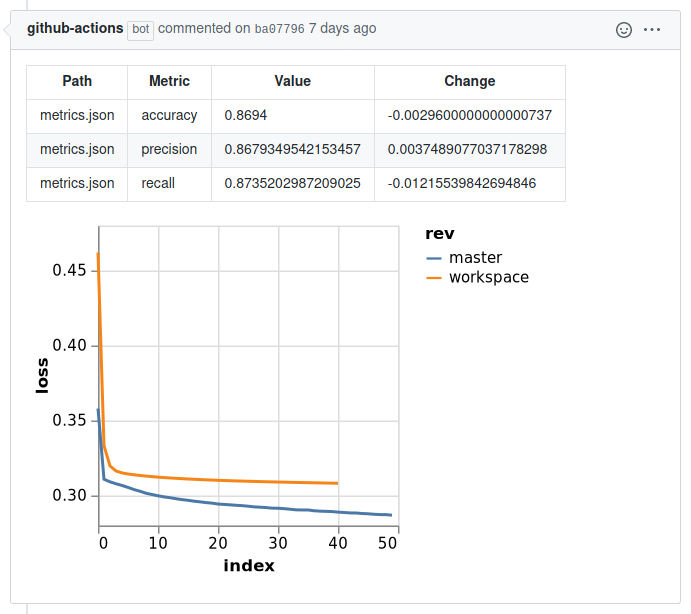 github-actions bot commented on ba07796 7 days ago
Path Metric Value Change
metrics.json accuracy 0.8694 -0.0029600000000000737
metrics.json precision 0.8679349542153457 0.0037489077037178298
metrics.json recall 0.8735202987209025 -0.01215539842694846
rev
master
workspace
0.45
0.40
0.35
0.30
loss
0 10 20 30 40 50
index